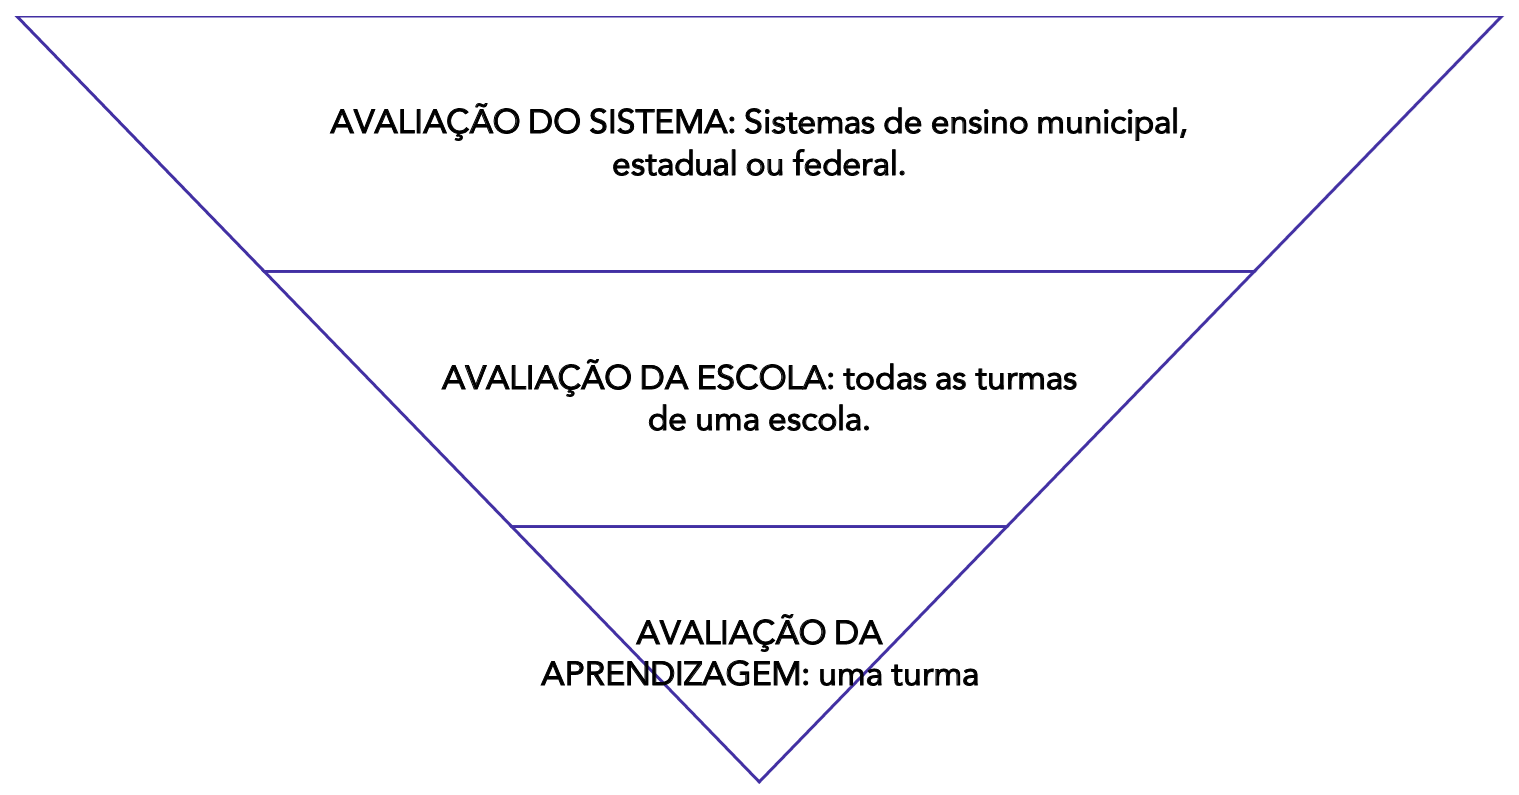 AVALIAÇÃO DO SISTEMA: Sistemas de ensino municipal,
estadual ou federal.
AVALIAÇÃO DA ESCOLA: todas as turmas
de uma escola.
AVALIAÇÃO DA
APRENDIZAGEM: uma turma